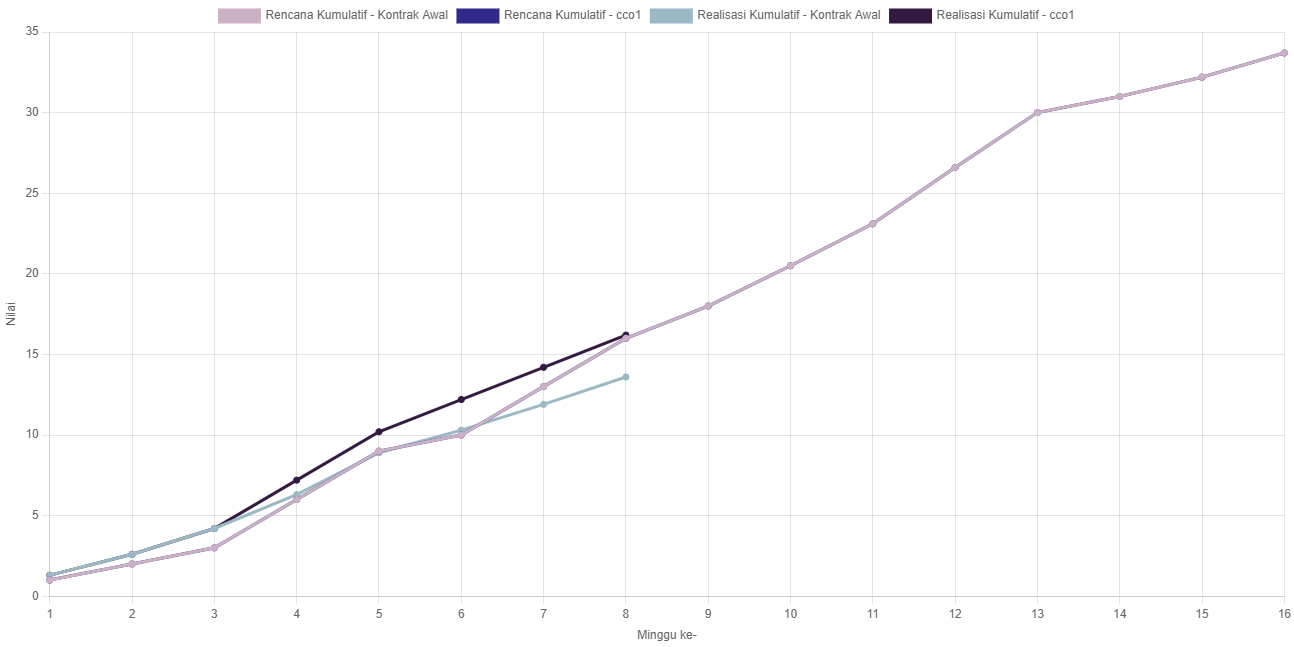 Rencana Kumulatif - Kontrak Awal Rencana Kumulatif - cco1 Realisasi Kumulatif - Kontrak Awal Realisasi Kumulatif - cco1
35
30
25
20
15
10
5
0
Nilai
1 2 3 4 5 6 7 8 9 10 11 12 13 14 15 16
Minggu ke-